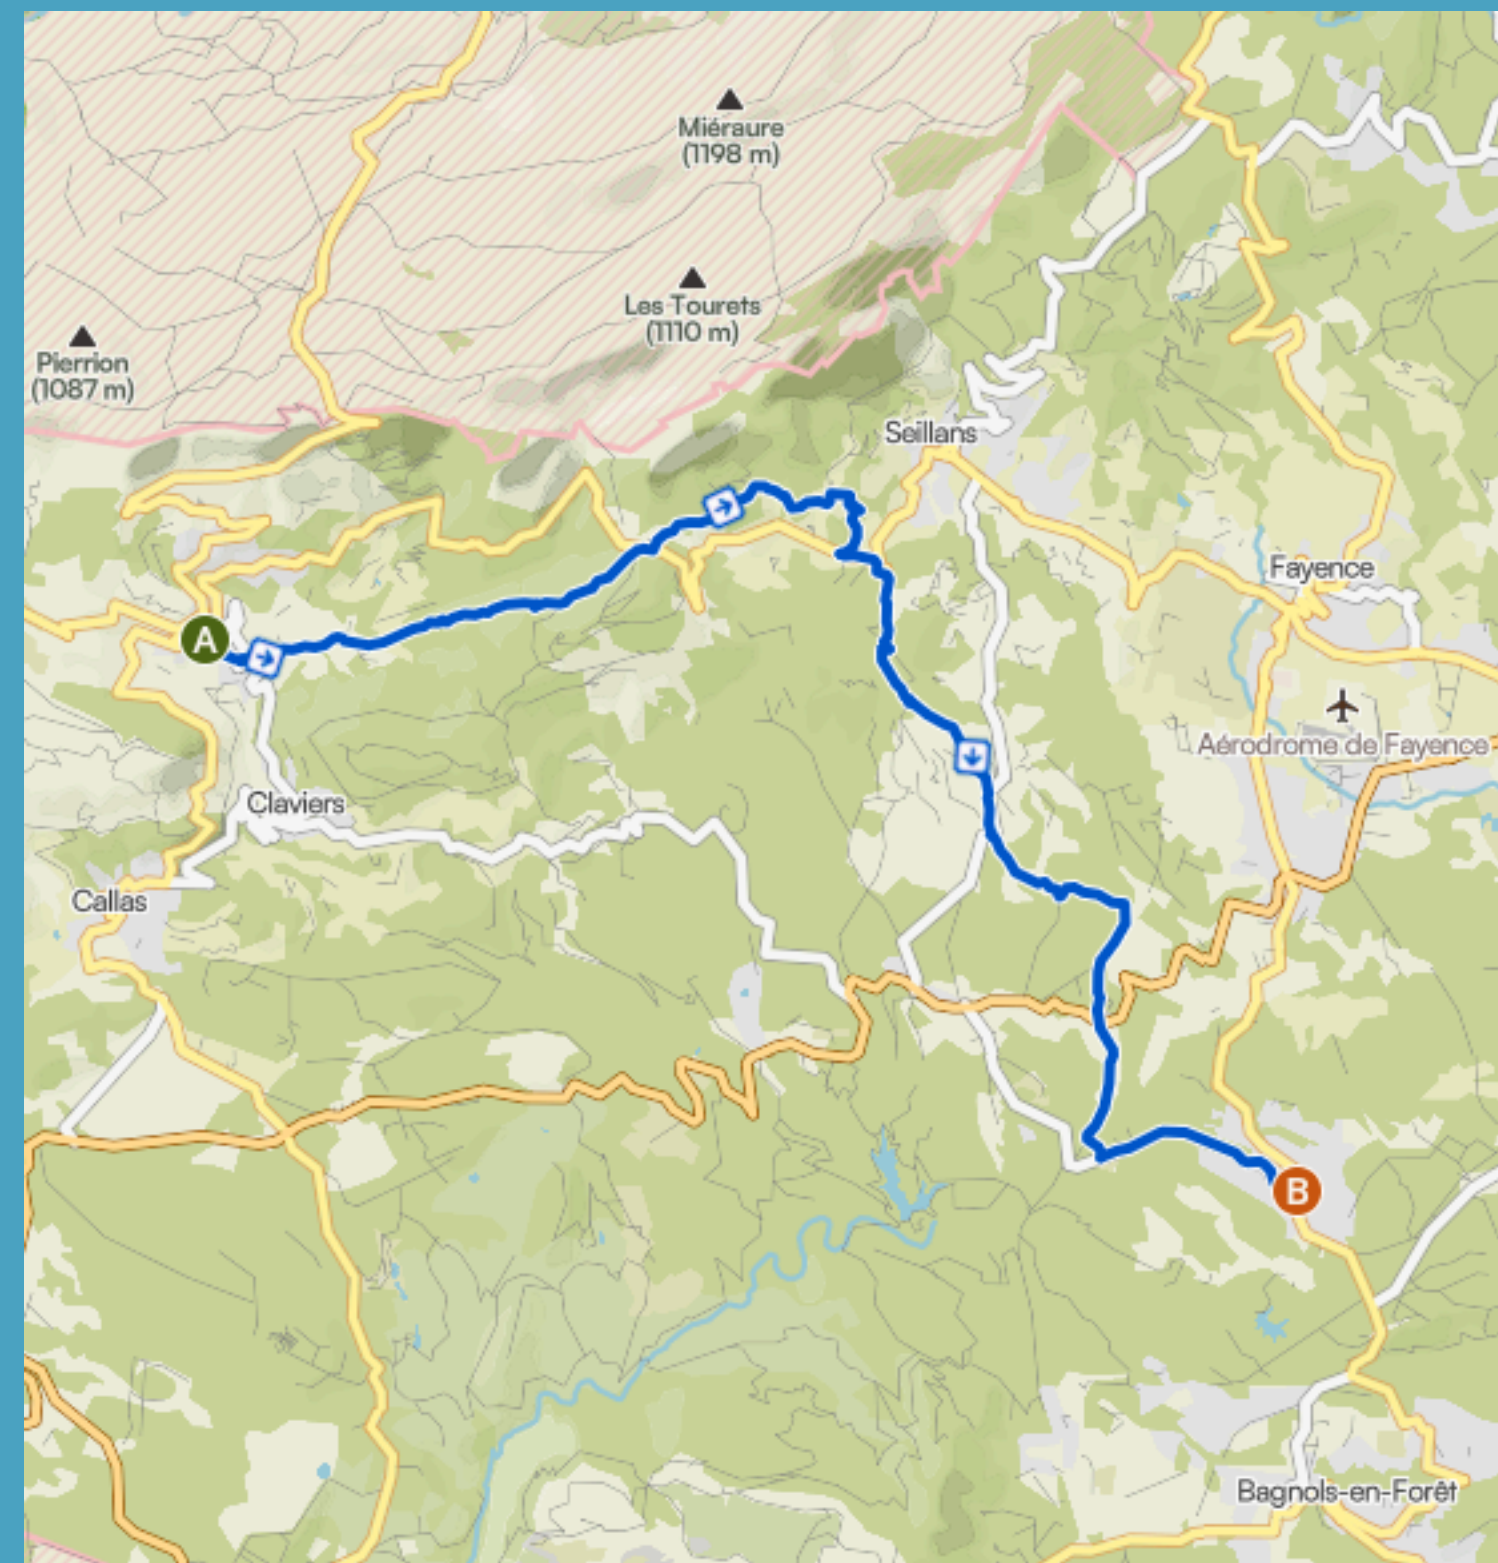 Miéraure
(1198 m)
Les Tourets
(1110 m)
Pierrion
(1087 m)
Seillans
Fayence
A
Aérodrome de Fayence
Claviers
Callas
B
Bagnols-en-Forêt